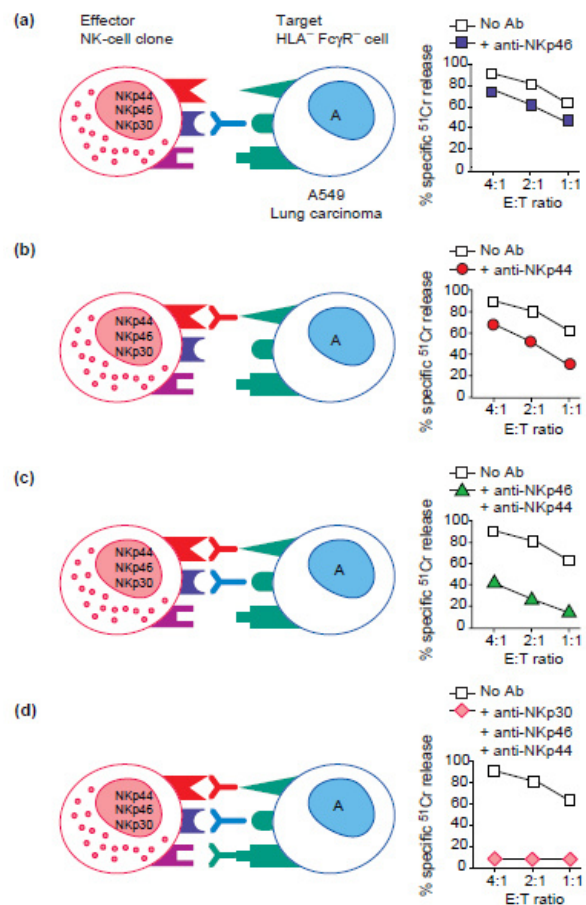 (a)
Effector
NK-cell clone
Target
HLA⁻ FcγR⁻ cell
NKp44
NKp46
NKp30
A
A549
Lung carcinoma
No Ab
+ anti-NKp46
% specific ⁵¹Cr release
100
80
60
40
20
0
4:1 2:1 1:1
E:T ratio
(b)
NKp44
NKp46
NKp30
A
No Ab
+ anti-NKp44
% specific ⁵¹Cr release
100
80
60
40
20
0
4:1 2:1 1:1
E:T ratio
(c)
NKp44
NKp46
NKp30
A
No Ab
+ anti-NKp46
+ anti-NKp44
% specific ⁵¹Cr release
100
80
60
40
20
0
4:1 2:1 1:1
E:T ratio
(d)
NKp44
NKp46
NKp30
A
No Ab
+ anti-NKp30
+ anti-NKp46
+ anti-NKp44
% specific ⁵¹Cr release
100
80
60
40
20
0
4:1 2:1 1:1
E:T ratio